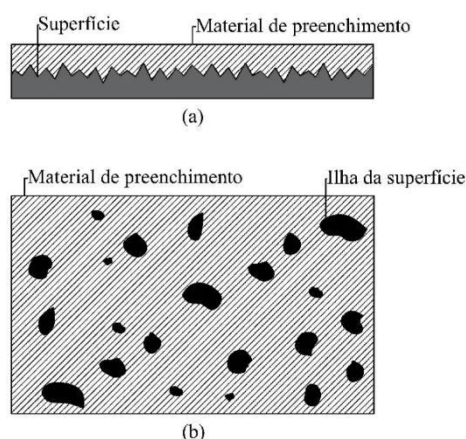 Superfície
Material de preenchimento
(a)
Material de preenchimento
Ilha da superfície
(b)